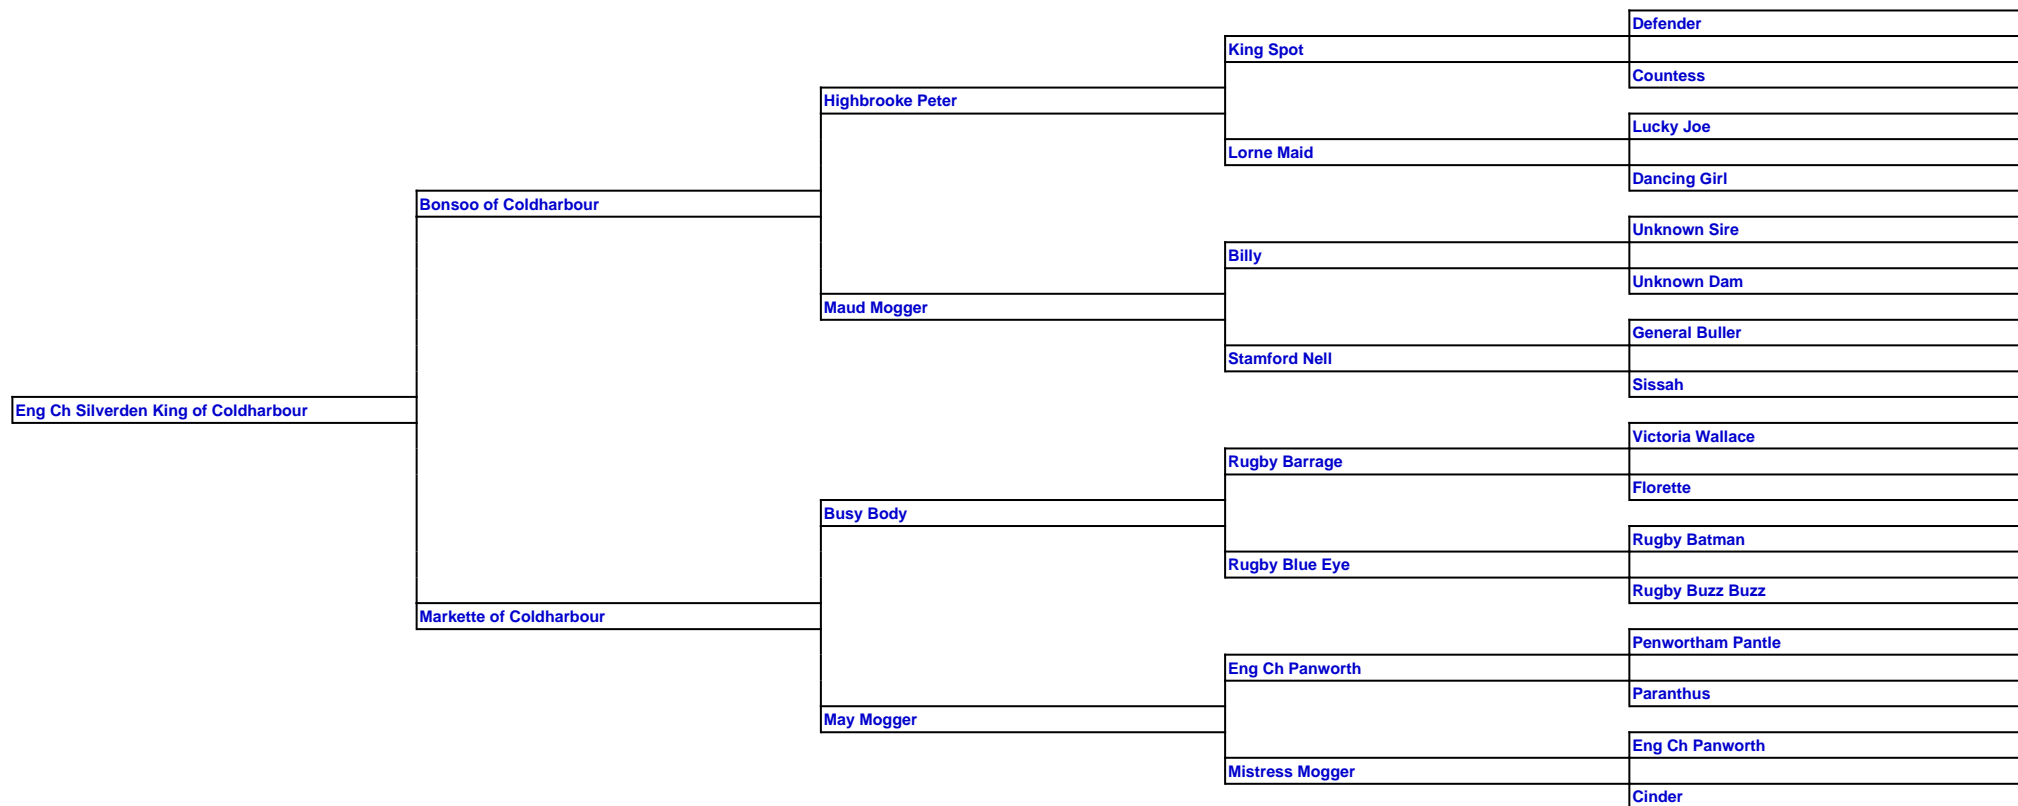 Defender
King Spot
Countess
Highbrooke Peter
Lucky Joe
Lorne Maid
Dancing Girl
Bonsoo of Coldharbour
Unknown Sire
Billy
Unknown Dam
Maud Mogger
General Buller
Stamford Nell
Sissah
Eng Ch Silverden King of Coldharbour
Victoria Wallace
Rugby Barrage
Florette
Busy Body
Rugby Batman
Rugby Blue Eye
Rugby Buzz Buzz
Markette of Coldharbour
Penwortham Pantle
Eng Ch Panworth
Paranthus
May Mogger
Eng Ch Panworth
Mistress Mogger
Cinder